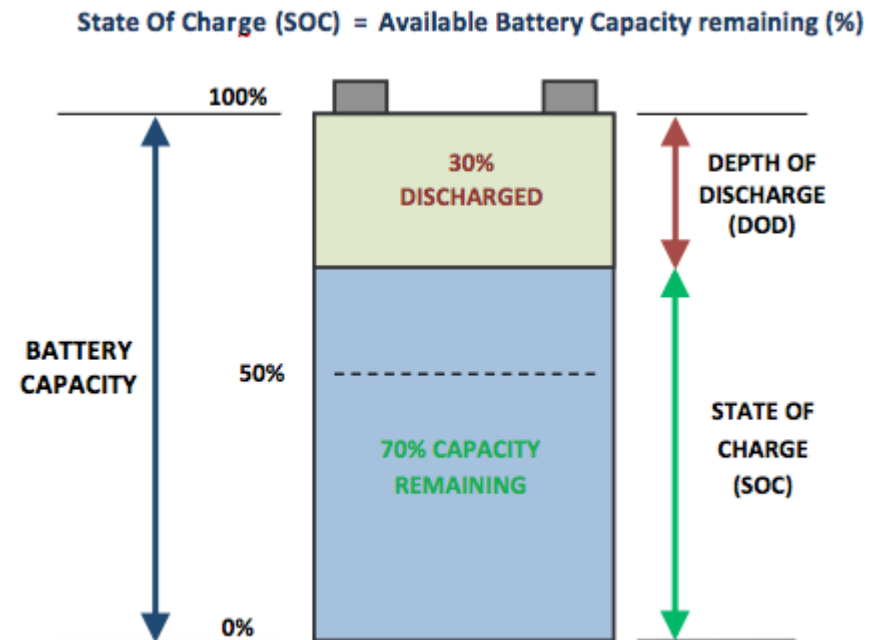 State Of Charge (SOC) = Available Battery Capacity remaining (%)
100%
30%
DISCHARGED
DEPTH OF
DISCHARGE
(DOD)
BATTERY
CAPACITY
50%
70% CAPACITY
REMAINING
STATE OF
CHARGE
(SOC)
0%